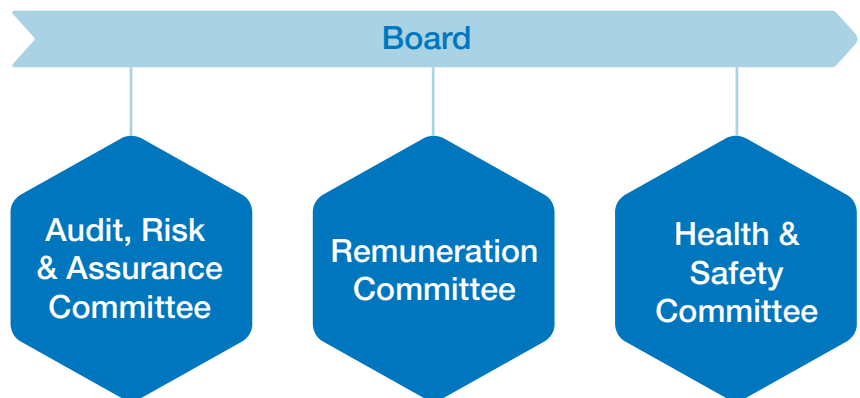 Board
Audit, Risk
& Assurance
Committee
Remuneration
Committee
Health &
Safety
Committee